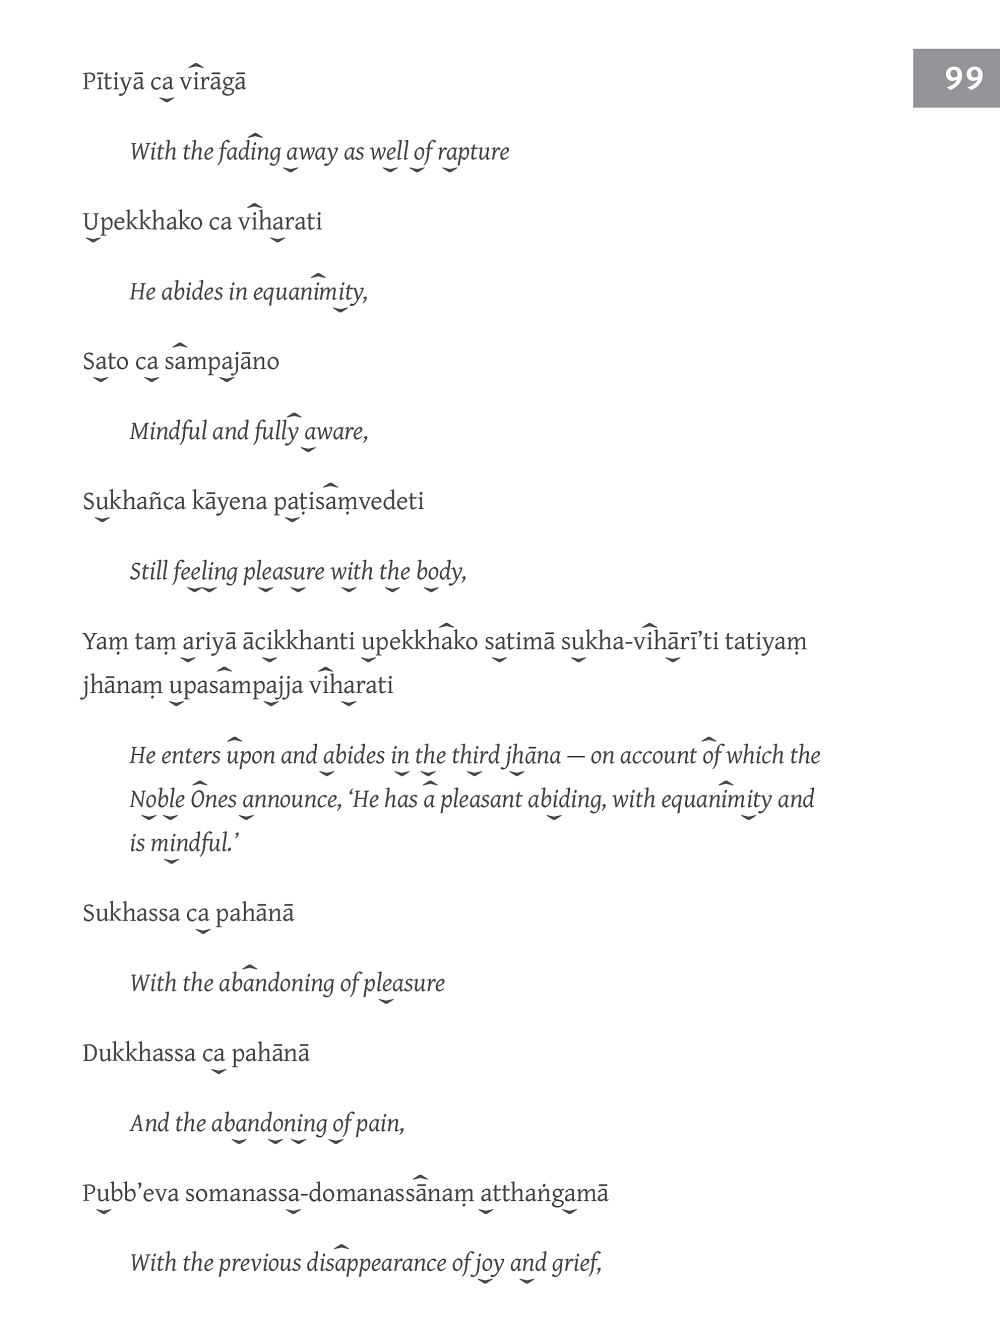 99
Pītiyā ca virāgā
With the fading away as well of rapture
Upekkhako ca viharati
He abides in equanimity,
Sato ca sampajāno
Mindful and fully aware,
Sukhañca kāyena paṭisaṃvedeti
Still feeling pleasure with the body,
Yaṃ taṃ ariyā ācikkhanti upekkhako satimā sukha-vihārī’ti tatiyaṃ
jhānaṃ upasampajja viharati
He enters upon and abides in the third jhāna — on account of which the
Noble Ones announce, ‘He has a pleasant abiding, with equanimity and
is mindful.’
Sukhassa ca pahānā
With the abandoning of pleasure
Dukkhassa ca pahānā
And the abandoning of pain,
Pubb’eva somanassa-domanassānaṃ atthaṅgamā
With the previous disappearance of joy and grief,